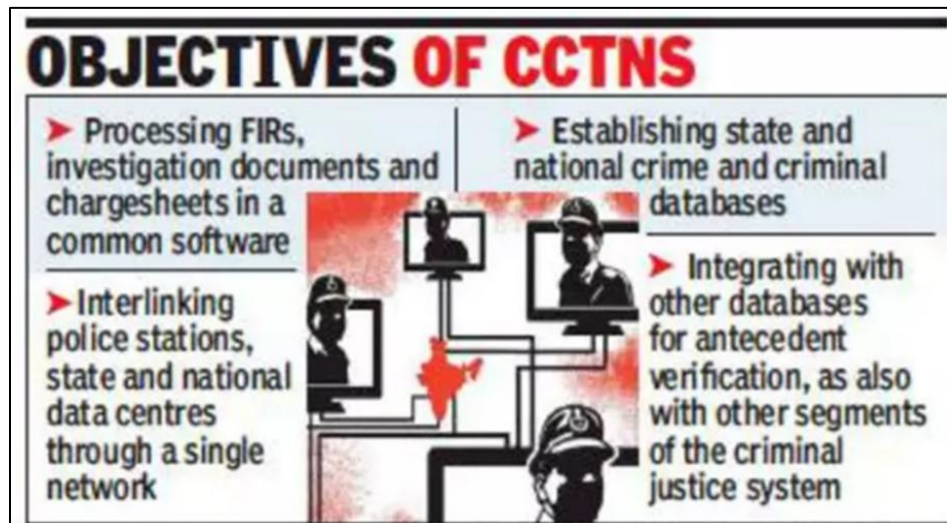 OBJECTIVES OF CCTNS
➤ Processing FIRs,
investigation documents and
chargesheets in a
common software
➤ Establishing state and
national crime and criminal
databases
➤ Interlinking
police stations,
state and national
data centres
through a single
network
➤ Integrating with
other databases
for antecedent
verification, as also
with other segments
of the criminal
justice system